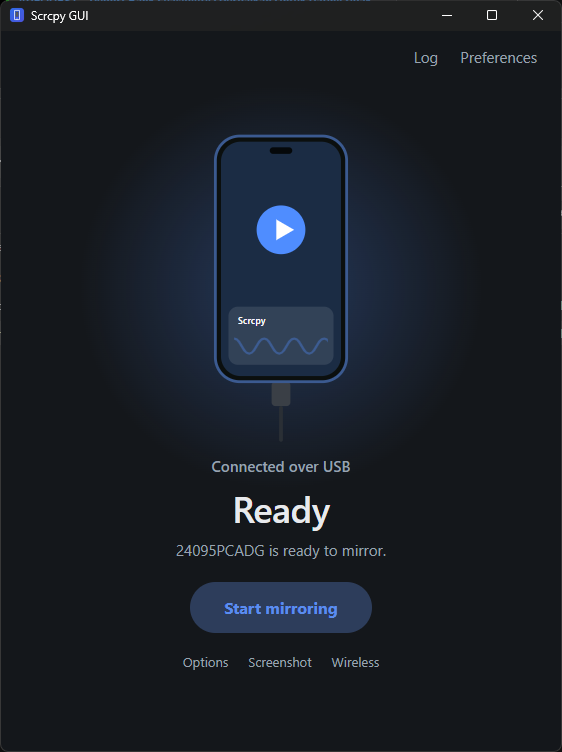 Scrcpy GUI
Log Preferences
Scrcpy
Connected over USB
Ready
24095PCADG is ready to mirror.
Start mirroring
Options Screenshot Wireless